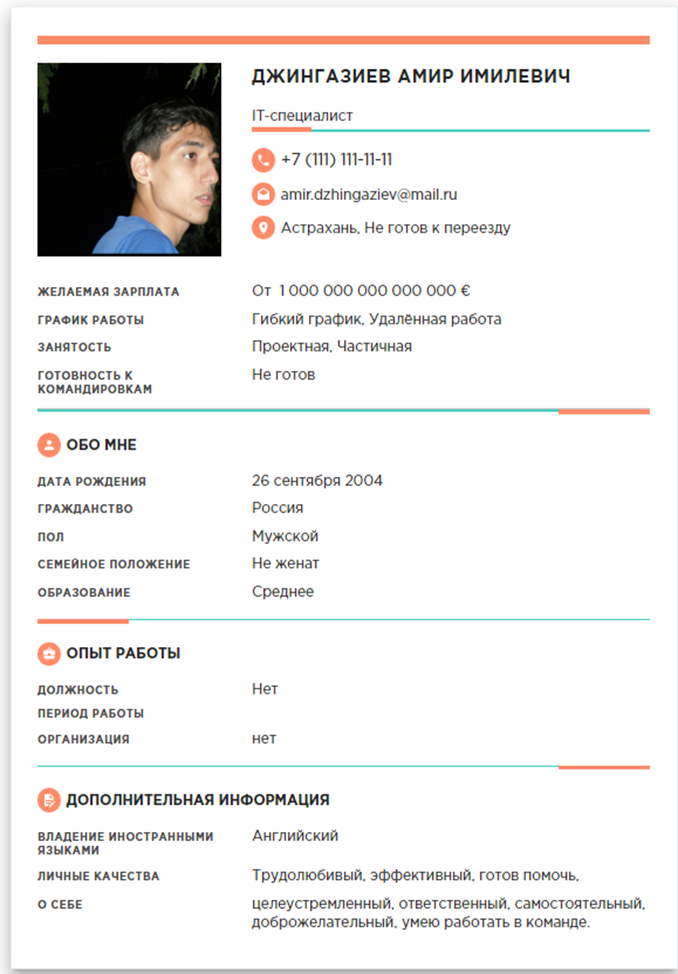 ДЖИНГАЗИЕВ АМИР ИМИЛЕВИЧ
IT-специалист
+7 (111) 111-11-11
amir.dzhingaziev@mail.ru
Астрахань, Не готов к переезду
ЖЕЛАЕМАЯ ЗАРПЛАТА
От 1 000 000 000 000 000 000 €
ГРАФИК РАБОТЫ
Гибкий график, Удалённая работа
ЗАНЯТОСТЬ
Проектная, Частичная
ГОТОВНОСТЬ К
КОМАНДИРОВКАМ
Не готов
ОБО МНЕ
ДАТА РОЖДЕНИЯ
26 сентября 2004
ГРАЖДАНСТВО
Россия
ПОЛ
Мужской
СЕМЕЙНОЕ ПОЛОЖЕНИЕ
Не женат
ОБРАЗОВАНИЕ
Среднее
ОПЫТ РАБОТЫ
ДОЛЖНОСТЬ
Нет
ПЕРИОД РАБОТЫ
ОРГАНИЗАЦИЯ
нет
ДОПОЛНИТЕЛЬНАЯ ИНФОРМАЦИЯ
ВЛАДЕНИЕ ИНОСТРАННЫМИ
ЯЗЫКАМИ
Английский
ЛИЧНЫЕ КАЧЕСТВА
Трудолюбивый, эффективный, готов помочь,
О СЕБЕ
целеустремленный, ответственный, самостоятельный,
доброжелательный, умею работать в команде.